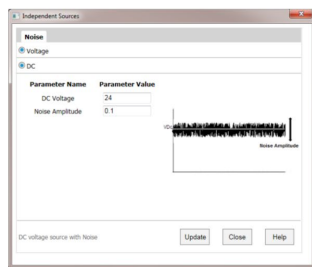 Independent Sources
Noise
Voltage
DC
Parameter Name Parameter Value
DC Voltage 24
Noise Amplitude 0.1
VDC
Noise Amplitude
DC voltage source with Noise
Update Close Help